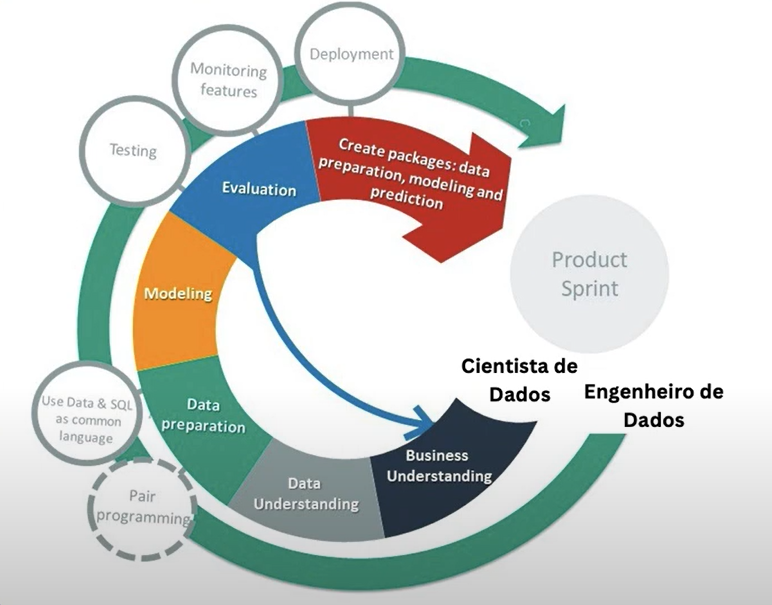 Deployment
Monitoring
features
Testing
Create packages: data
preparation, modeling and
prediction
Evaluation
Product
Sprint
Modeling
Cientista de
Dados
Engenheiro de
Dados
Use Data & SQL
as common
language
Data
preparation
Business
Understanding
Data
Understanding
Pair
programming